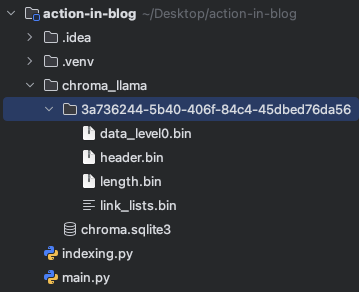 action-in-blog ~/Desktop/action-in-blog
.idea
.venv
chroma_llama
3a736244-5b40-406f-84c4-45dbed76da56
data_level0.bin
header.bin
length.bin
link_lists.bin
chroma.sqlite3
indexing.py
main.py